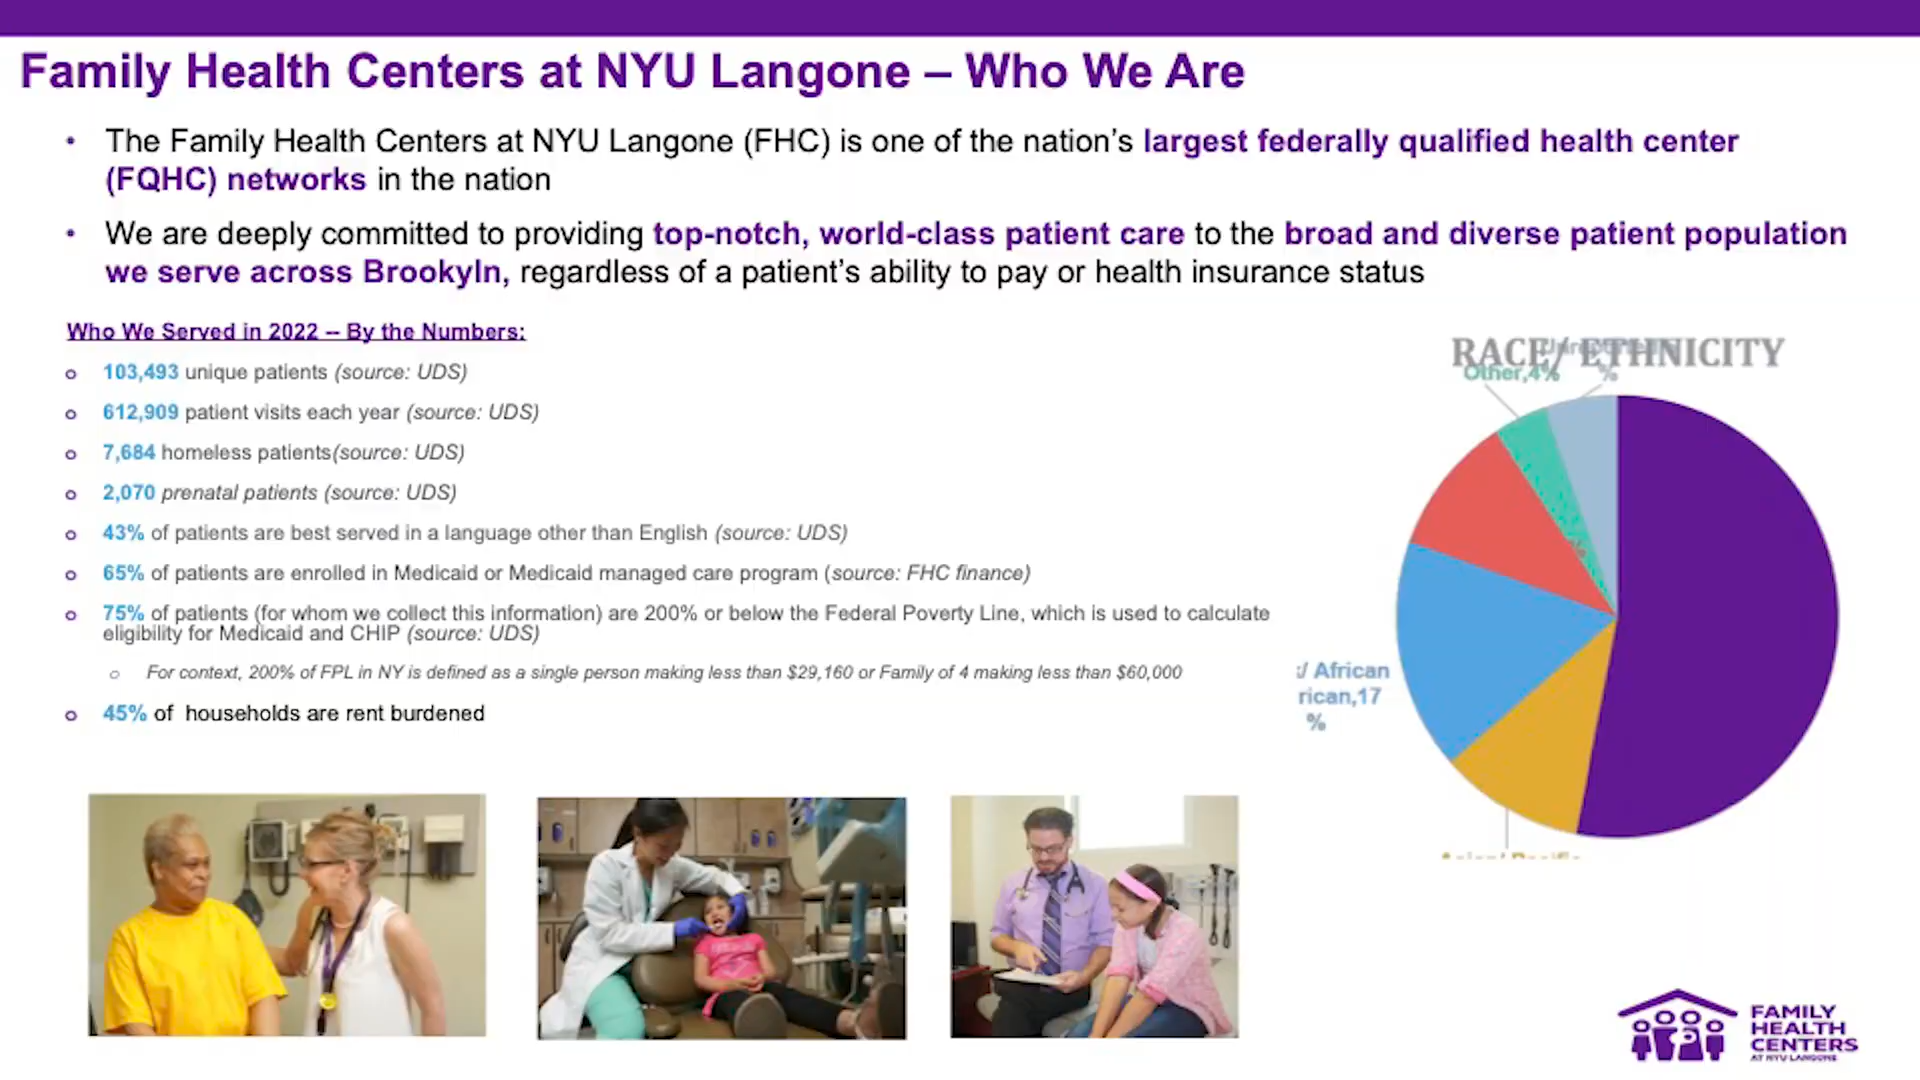 Family Health Centers at NYU Langone – Who We Are
• The Family Health Centers at NYU Langone (FHC) is one of the nation's largest federally qualified health center
(FQHC) networks in the nation
• We are deeply committed to providing top-notch, world-class patient care to the broad and diverse patient population
we serve across Brookyln, regardless of a patient's ability to pay or health insurance status
Who We Served in 2022 – By the Numbers:
o 103,493 unique patients (source: UDS)
o 612,909 patient visits each year (source: UDS)
o 7,684 homeless patients(source: UDS)
o 2,070 prenatal patients (source: UDS)
o 43% of patients are best served in a language other than English (source: UDS)
o 65% of patients are enrolled in Medicaid or Medicaid managed care program (source: FHC finance)
o 75% of patients (for whom we collect this information) are 200% or below the Federal Poverty Line, which is used to calculate
eligibility for Medicaid and CHIP (source: UDS)
o For context, 200% of FPL in NY is defined as a single person making less than $29,160 or Family of 4 making less than $60,000
o 45% of households are rent burdened
RACE/ ETHNICITY
Other,4%
%
/ African
rican,17
%
FAMILY
HEALTH
CENTERS
AT NYU LANGONE